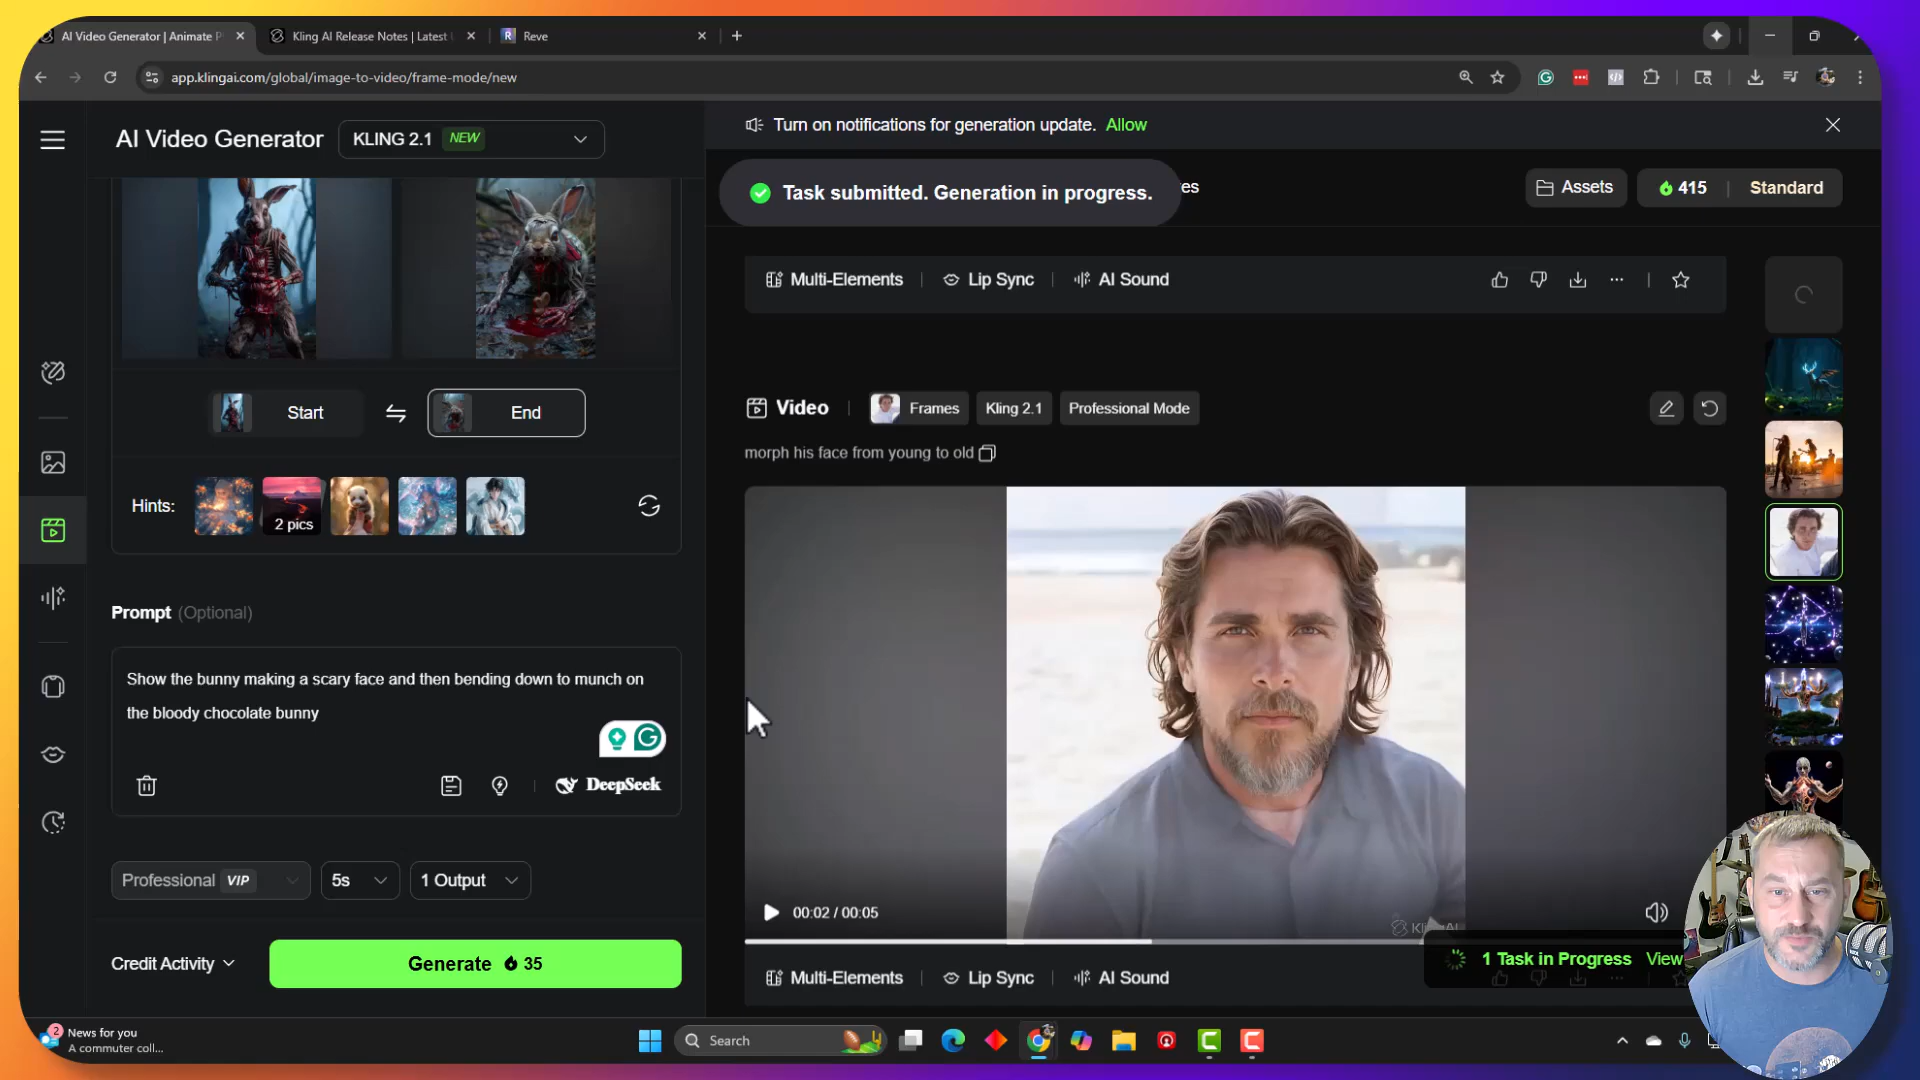 AI Video Generator | Animate P
Kling AI Release Notes | Latest
Reve
app.klingai.com/global/image-to-video/frame-mode/new
AI Video Generator
KLING 2.1 NEW
Turn on notifications for generation update. Allow
Task submitted. Generation in progress.
es
Assets
415
Standard
Multi-Elements
Lip Sync
AI Sound
Start
End
Video
Frames
Kling 2.1
Professional Mode
morph his face from young to old
Hints:
2 pics
Prompt (Optional)
Show the bunny making a scary face and then bending down to munch on
the bloody chocolate bunny
DeepSeek
Professional VIP
5s
1 Output
00:02 / 00:05
Credit Activity
Generate 35
1 Task in Progress View
Multi-Elements
Lip Sync
AI Sound
2
News for you
A commuter coll...
Search